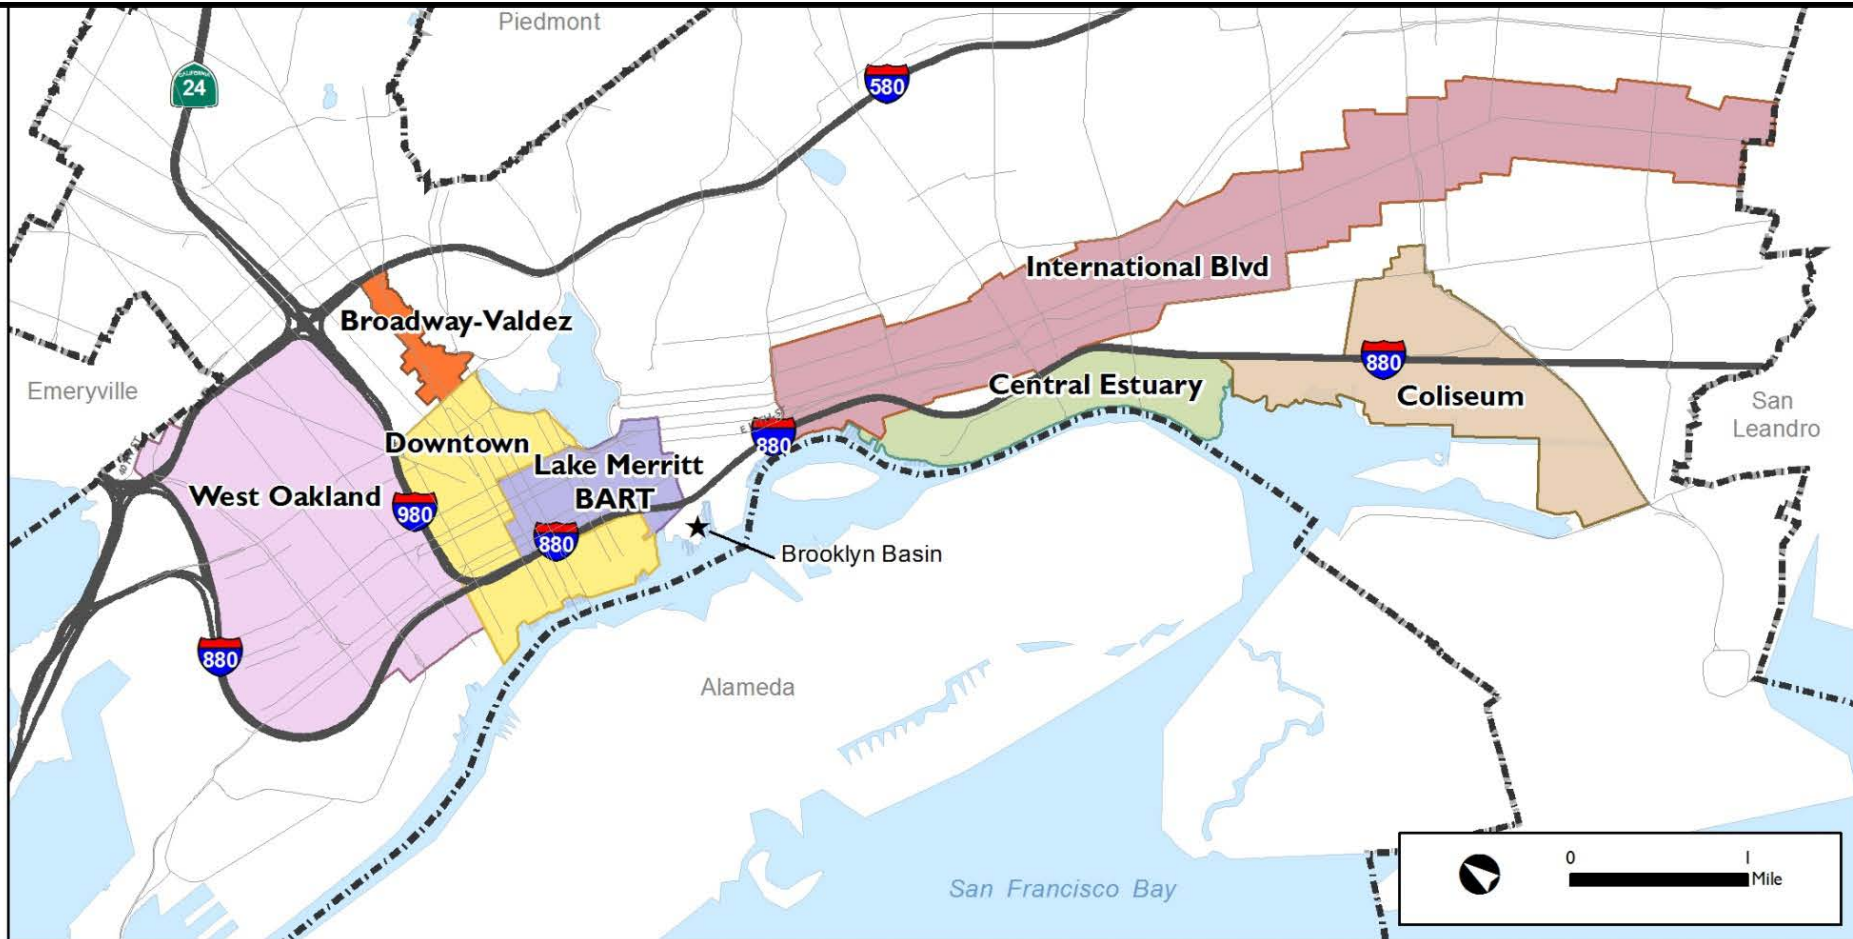 Piedmont
CALIFORNIA
24
580
International Blvd
Broadway-Valdez
880
Emeryville
Central Estuary
Coliseum
San
Leandro
Downtown
880
Lake Merritt
BART
West Oakland
980
880
Brooklyn Basin
880
Alameda
San Francisco Bay
0
1
Mile